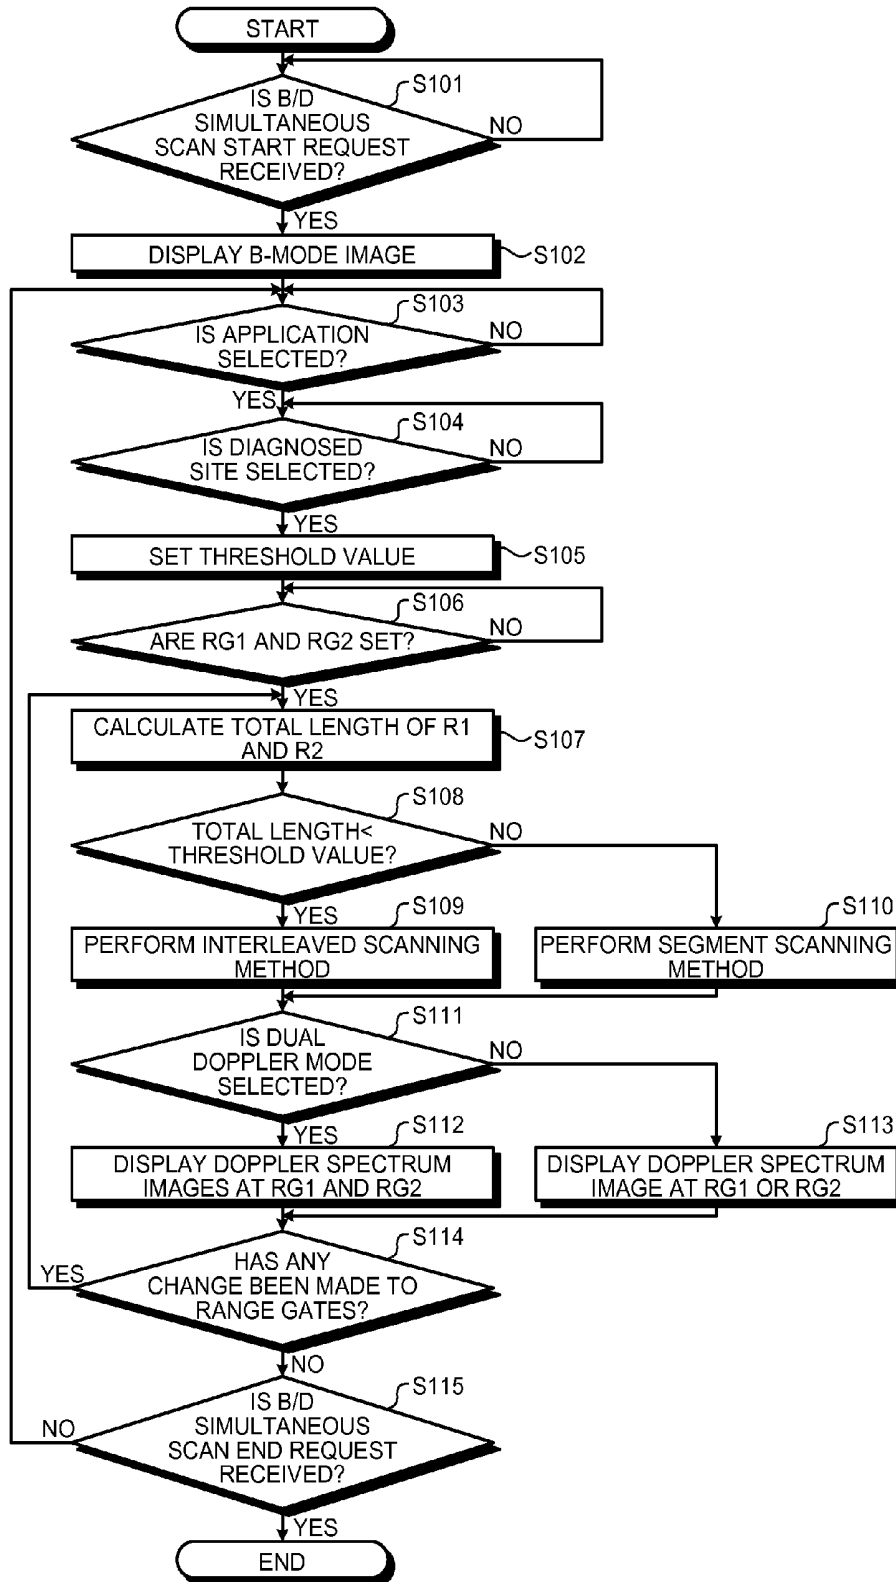 START
S101
IS B/D
SIMULTANEOUS
SCAN START REQUEST
RECEIVED?
NO
YES
DISPLAY B-MODE IMAGE
S102
S103
IS APPLICATION
SELECTED?
NO
YES
S104
IS DIAGNOSED
SITE SELECTED?
NO
YES
SET THRESHOLD VALUE
S105
S106
ARE RG1 AND RG2 SET?
NO
YES
CALCULATE TOTAL LENGTH OF R1
AND R2
S107
S108
TOTAL LENGTH<
THRESHOLD VALUE?
NO
YES
S109
PERFORM INTERLEAVED SCANNING
METHOD
S110
PERFORM SEGMENT SCANNING
METHOD
S111
IS DUAL
DOPPLER MODE
SELECTED?
NO
YES
S112
DISPLAY DOPPLER SPECTRUM
IMAGES AT RG1 AND RG2
S113
DISPLAY DOPPLER SPECTRUM
IMAGE AT RG1 OR RG2
S114
HAS ANY
CHANGE BEEN MADE TO
RANGE GATES?
YES
NO
S115
IS B/D
SIMULTANEOUS
SCAN END REQUEST
RECEIVED?
NO
YES
END